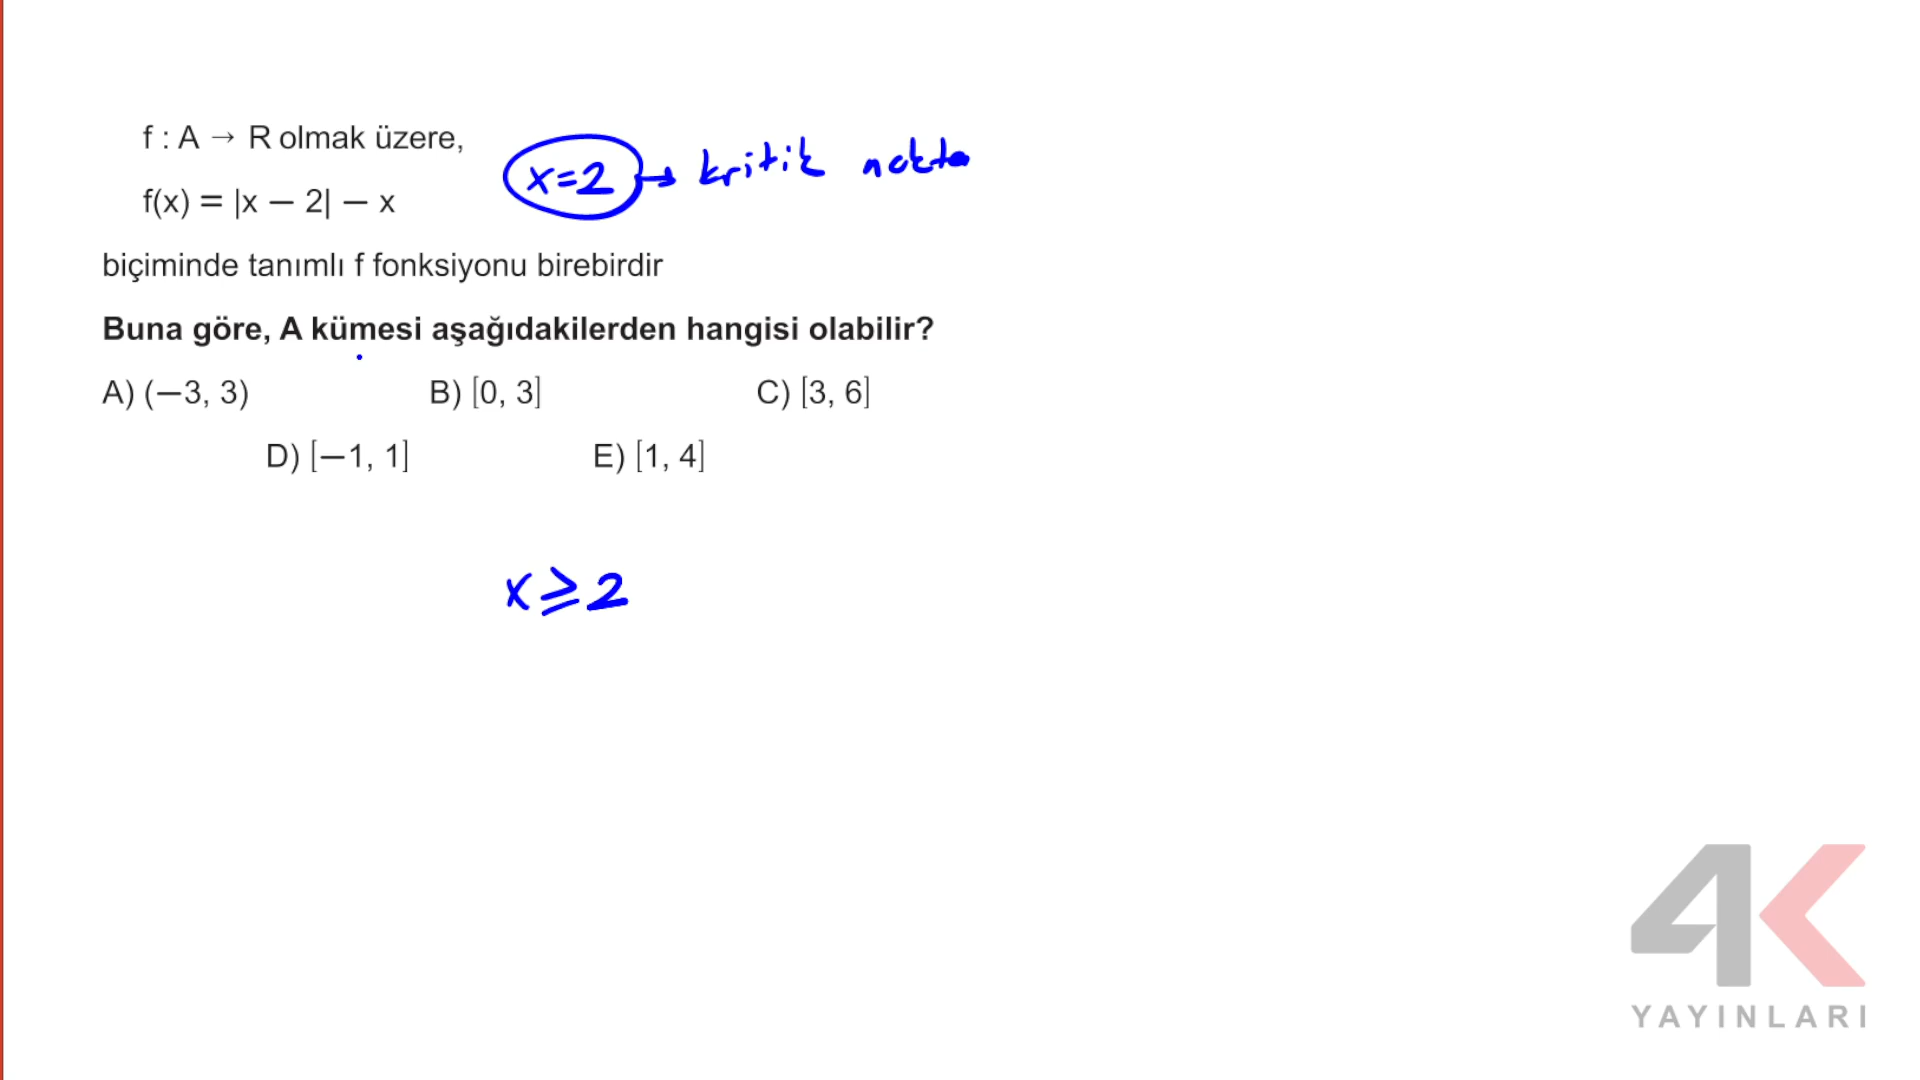 f : A → R olmak üzere,
x=2 → kritik nokta
f(x) = |x − 2| − x
biçiminde tanımlı f fonksiyonu birebirdir
Buna göre, A kümesi aşağıdakilerden hangisi olabilir?
A) (−3, 3) B) [0, 3] C) [3, 6]
D) [−1, 1] E) [1, 4]
x ⩾ 2
4K
YAYINLARI